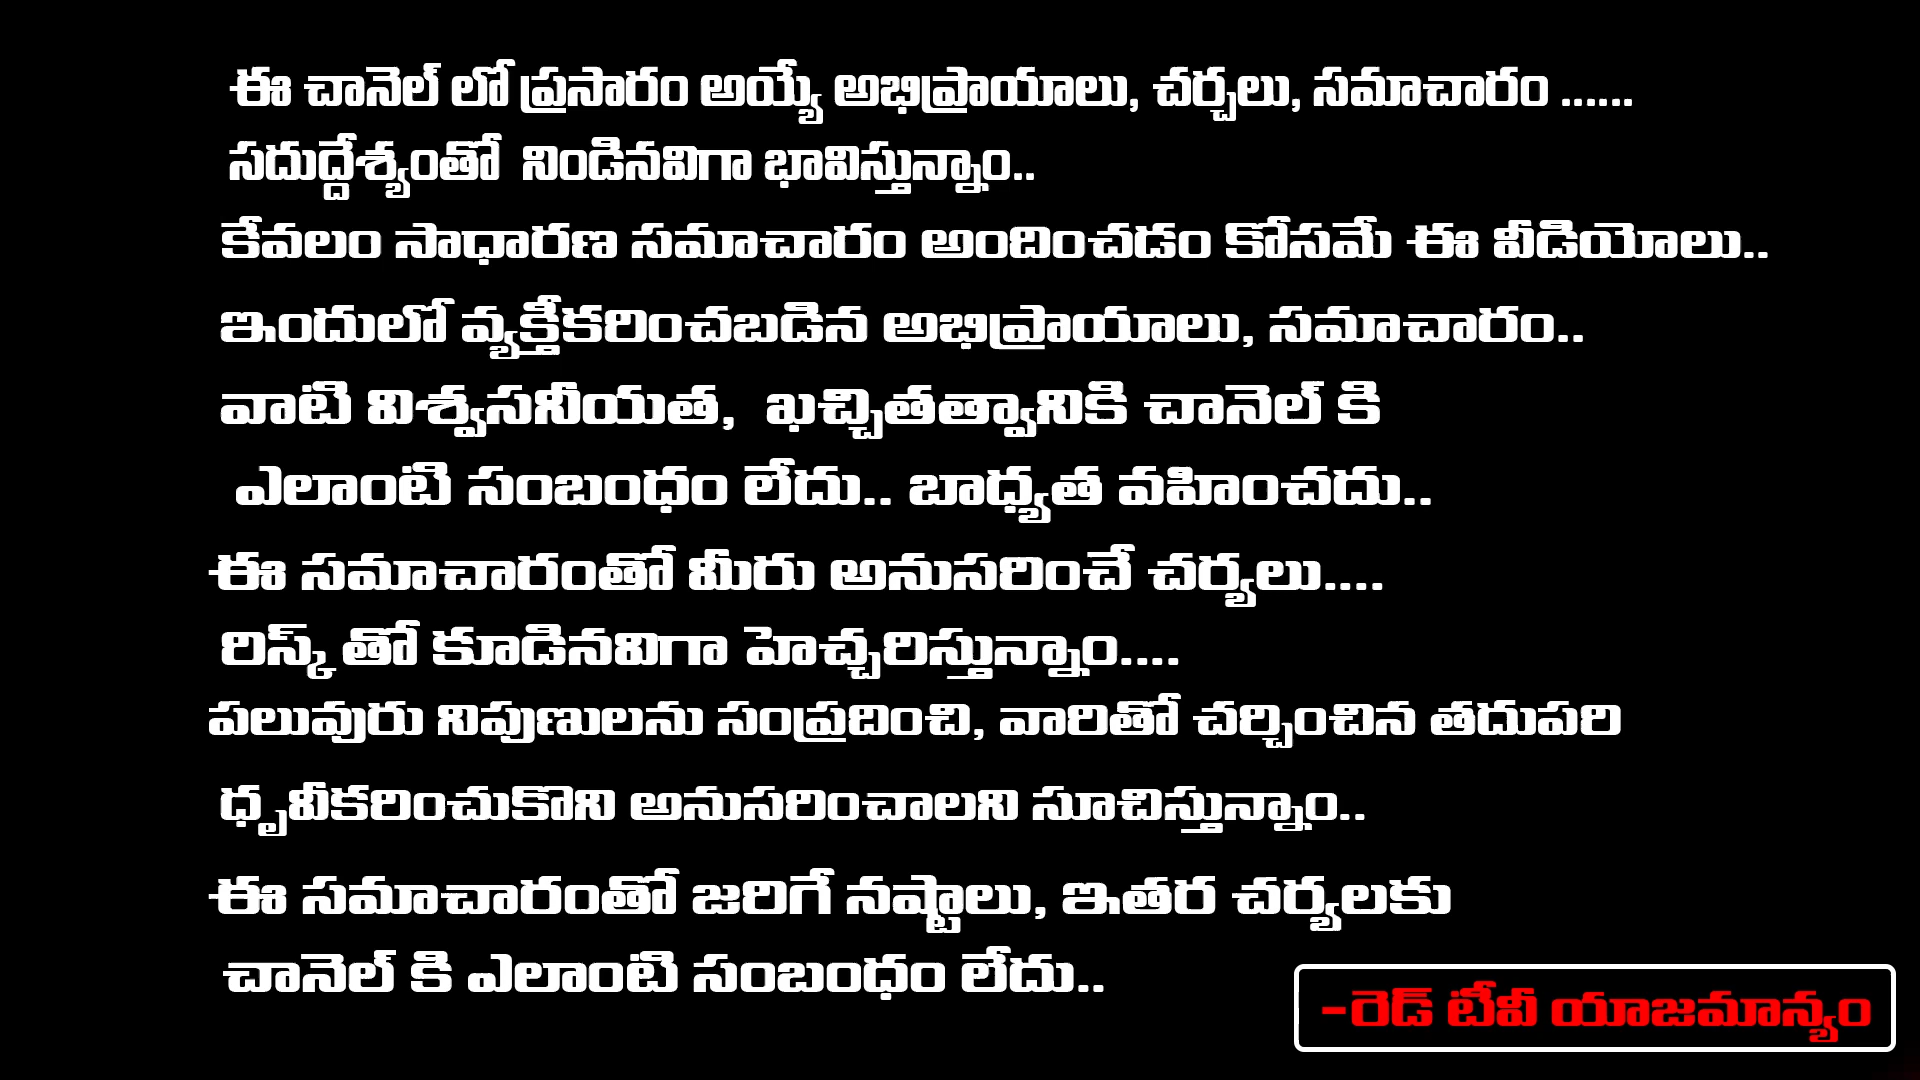 ఈ చానెల్ లో ప్రసారం అయ్యే అభిప్రాయాలు, చర్చలు, సమాచారం ......
సదుద్దేశ్యంతో నిండినవిగా భావిస్తున్నాం..
కేవలం సాధారణ సమాచారం అందించడం కోసమే ఈ వీడియోలు..
ఇందులో వ్యక్తీకరించబడిన అభిప్రాయాలు, సమాచారం..
వాటి విశ్వసనీయత, ఖచ్చితత్వానికి చానెల్ కి
ఎలాంటి సంబంధం లేదు.. బాధ్యత వహించదు..
ఈ సమాచారంతో మీరు అనుసరించే చర్యలు....
రిస్క్ తో కూడినవిగా హెచ్చరిస్తున్నాం....
పలువురు నిపుణులను సంప్రదించి, వారితో చర్చించిన తదుపరి
ధృవీకరించుకొని అనుసరించాలని సూచిస్తున్నాం..
ఈ సమాచారంతో జరిగే నష్టాలు, ఇతర చర్యలకు
చానెల్ కి ఎలాంటి సంబంధం లేదు..
-రెడ్ టీవీ యాజమాన్యం